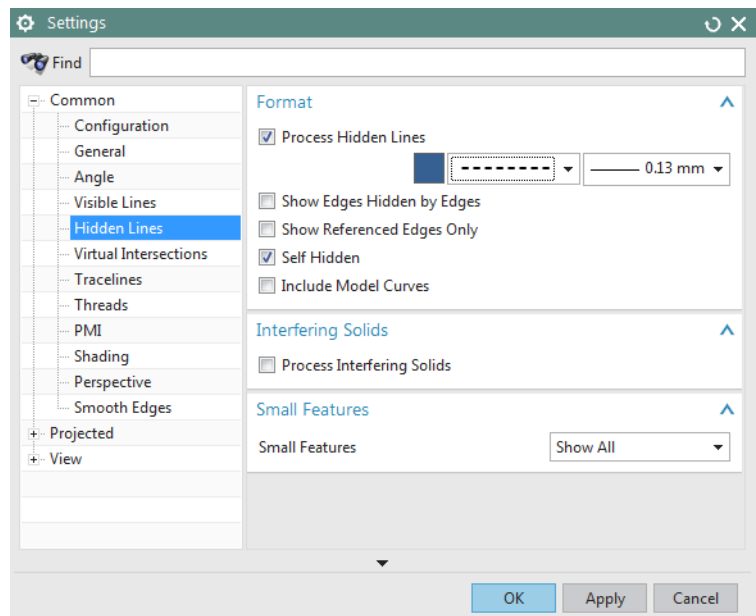 Settings
Find
Common
Configuration
General
Angle
Visible Lines
Hidden Lines
Virtual Intersections
Tracelines
Threads
PMI
Shading
Perspective
Smooth Edges
Projected
View
Format
Process Hidden Lines
0.13 mm
Show Edges Hidden by Edges
Show Referenced Edges Only
Self Hidden
Include Model Curves
Interfering Solids
Process Interfering Solids
Small Features
Small Features Show All
OK Apply Cancel